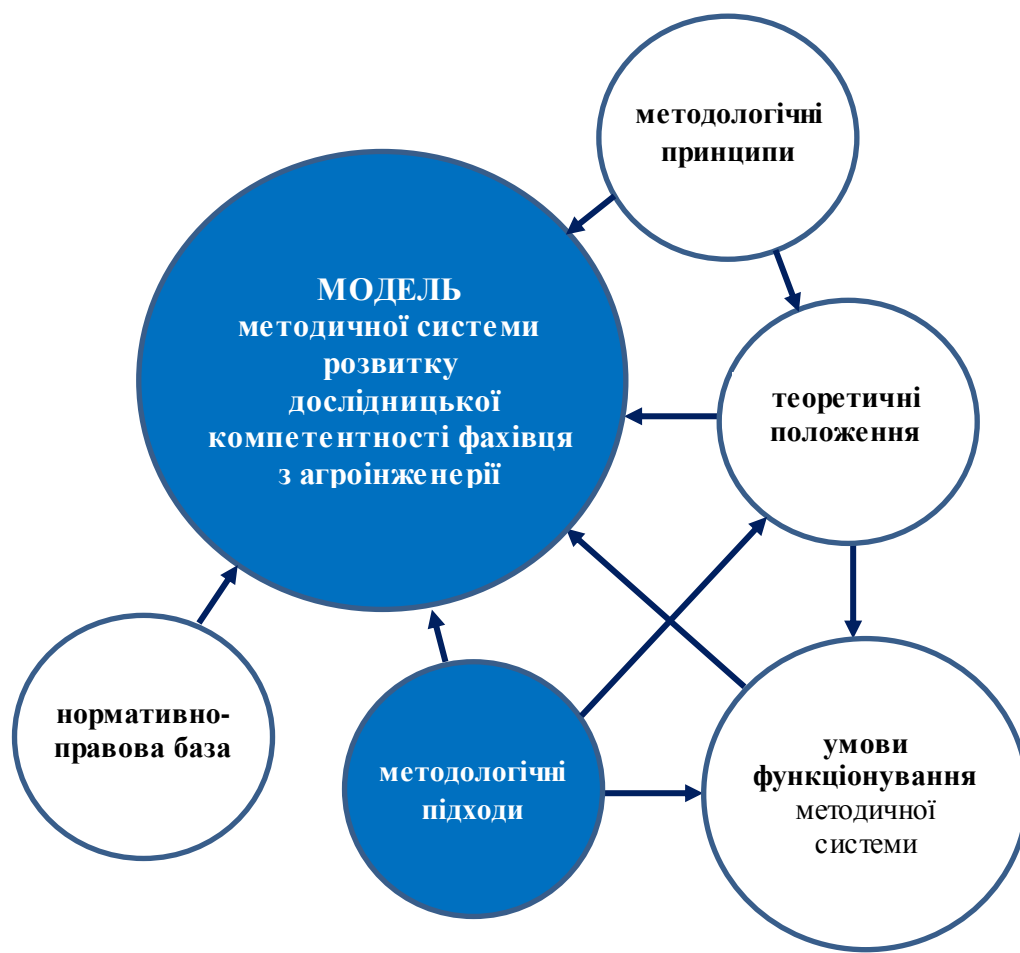 методологічні
принципи
МОДЕЛЬ
методичної системи
розвитку
дослідницької
компетентності фахівця
з агроінженерії
теоретичні
положення
нормативно-
правова база
методологічні
підходи
умови
функціонування
методичної
системи